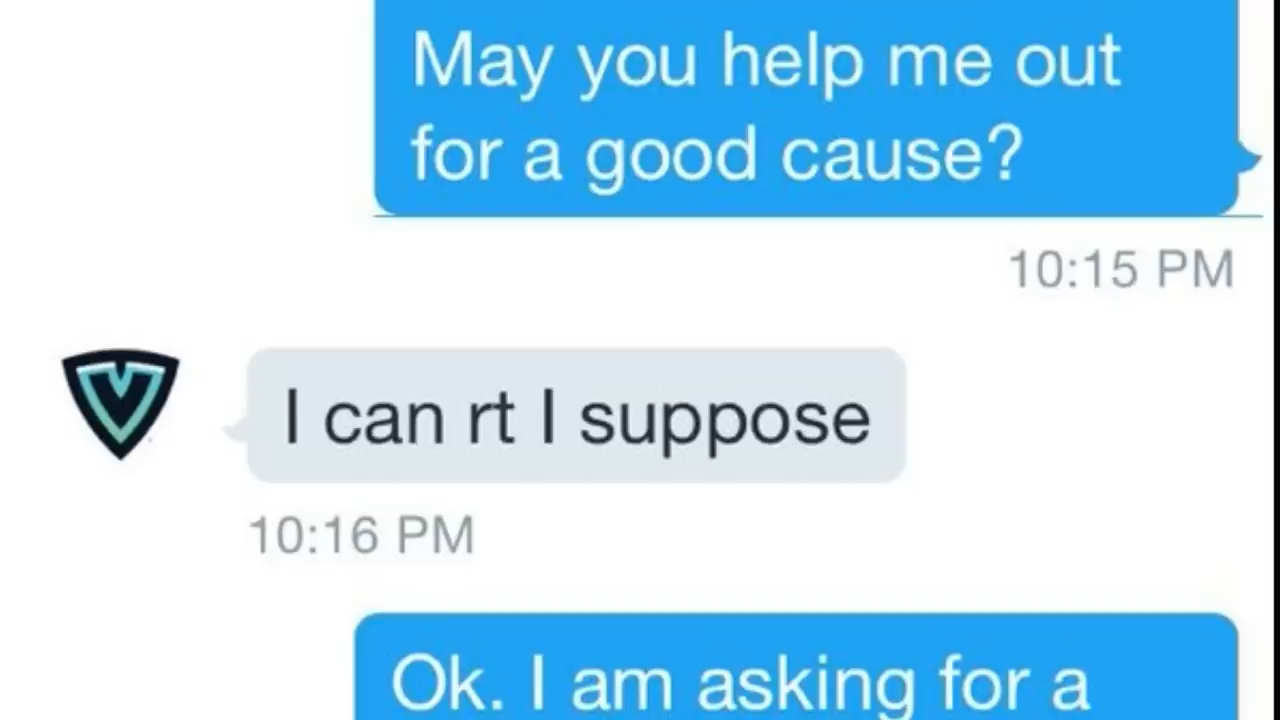 May you help me out
for a good cause?
10:15 PM
I can rt I suppose
10:16 PM
Ok. I am asking for a